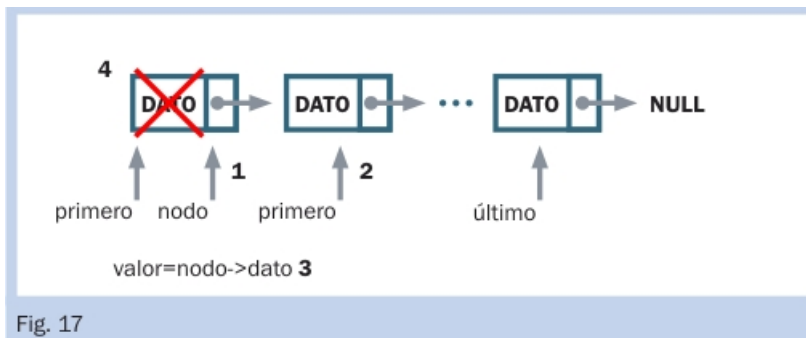 4
DATO DATO ... DATO NULL
1 2
primero nodo primero último
valor=nodo->dato 3
Fig. 17